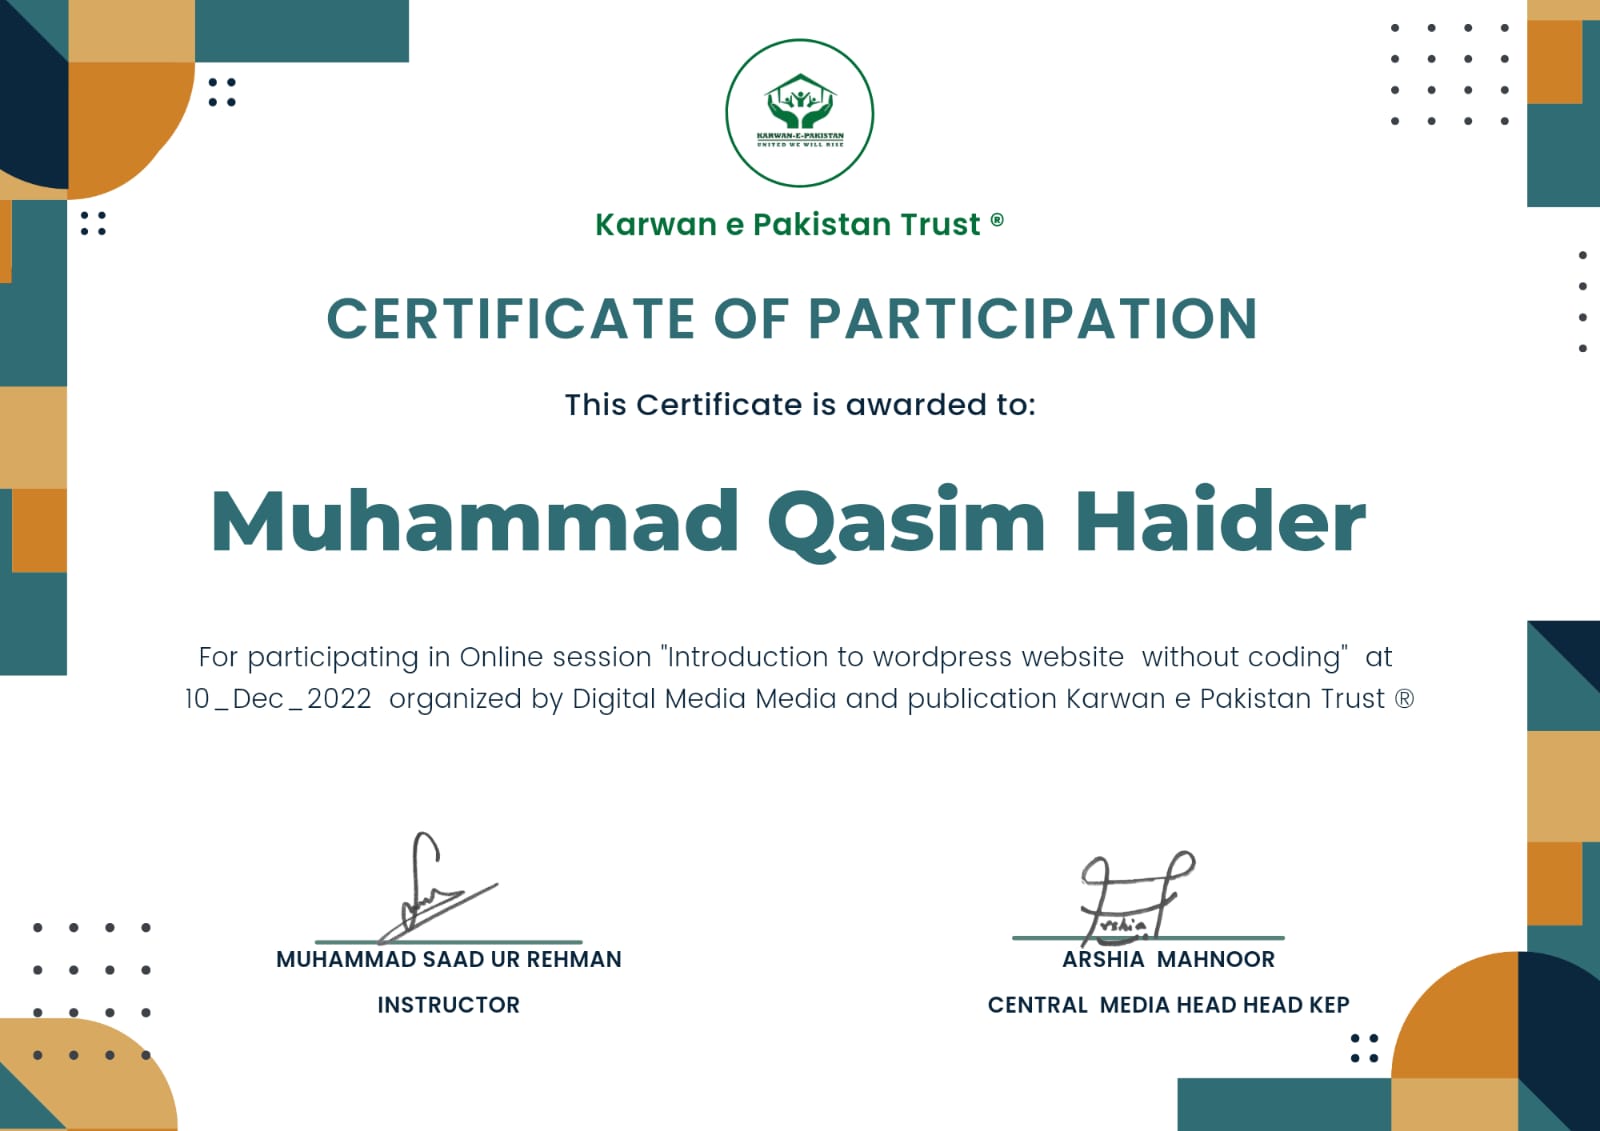 KARWAN-E-PAKISTAN
UNITED WE WILL RISE
Karwan e Pakistan Trust ®
CERTIFICATE OF PARTICIPATION
This Certificate is awarded to:
Muhammad Qasim Haider
For participating in Online session "Introduction to wordpress website without coding" at
10_Dec_2022 organized by Digital Media Media and publication Karwan e Pakistan Trust ®
MUHAMMAD SAAD UR REHMAN
INSTRUCTOR
ARSHIA MAHNOOR
CENTRAL MEDIA HEAD HEAD KEP